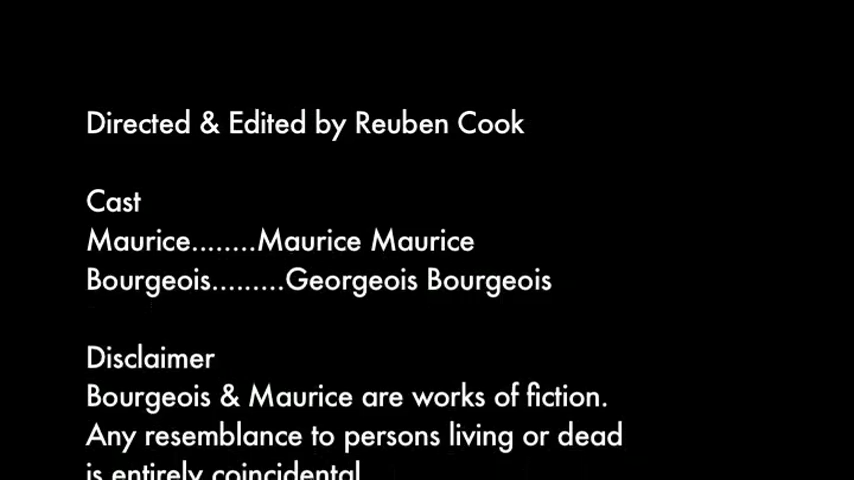 Directed & Edited by Reuben Cook
Cast
Maurice........Maurice Maurice
Bourgeois.........Georgeois Bourgeois
Disclaimer
Bourgeois & Maurice are works of fiction.
Any resemblance to persons living or dead
is entirely coincidental